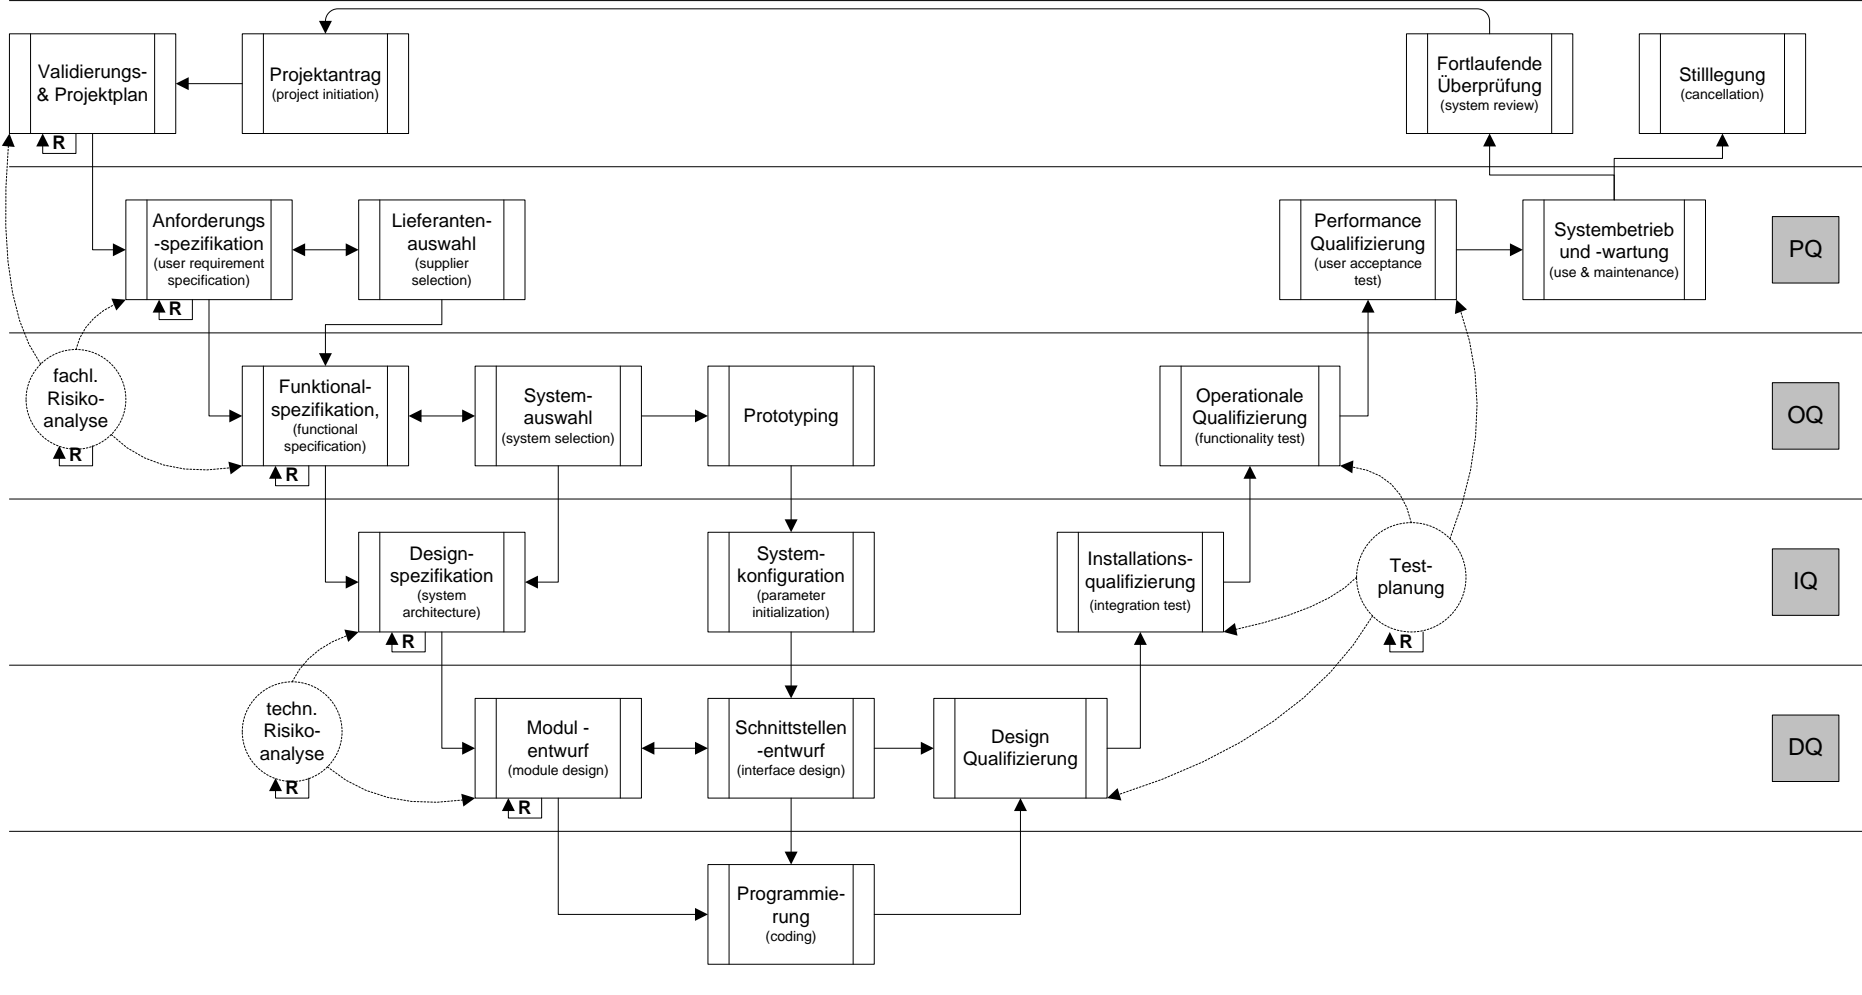 Validierungs-
& Projektplan
R
Projektantrag
(project initiation)
Fortlaufende
Überprüfung
(system review)
Stilllegung
(cancellation)
Anforderungs
-spezifikation
(user requirement
specification)
R
Lieferanten-
auswahl
(supplier
selection)
Performance
Qualifizierung
(user acceptance
test)
Systembetrieb
und -wartung
(use & maintenance)
PQ
fachl.
Risiko-
analyse
R
Funktional-
spezifikation,
(functional
specification)
R
System-
auswahl
(system selection)
Prototyping
Operationale
Qualifizierung
(functionality test)
OQ
Design-
spezifikation
(system
architecture)
R
System-
konfiguration
(parameter
initialization)
Installations-
qualifizierung
(integration test)
Test-
planung
R
IQ
techn.
Risiko-
analyse
R
Modul -
entwurf
(module design)
R
Schnittstellen
-entwurf
(interface design)
Design
Qualifizierung
DQ
Programmie-
rung
(coding)